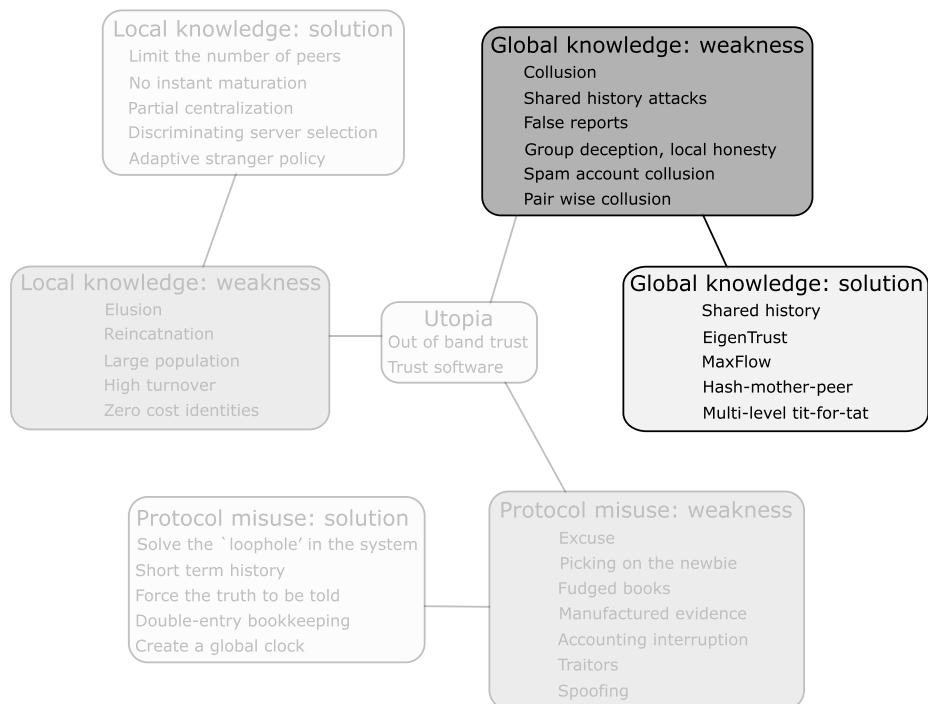 Local knowledge: solution
Limit the number of peers
No instant maturation
Partial centralization
Discriminating server selection
Adaptive stranger policy
Global knowledge: weakness
Collusion
Shared history attacks
False reports
Group deception, local honesty
Spam account collusion
Pair wise collusion
Local knowledge: weakness
Elusion
Reincatnation
Large population
High turnover
Zero cost identities
Utopia
Out of band trust
Trust software
Global knowledge: solution
Shared history
EigenTrust
MaxFlow
Hash-mother-peer
Multi-level tit-for-tat
Protocol misuse: solution
Solve the `loophole’ in the system
Short term history
Force the truth to be told
Double-entry bookkeeping
Create a global clock
Protocol misuse: weakness
Excuse
Picking on the newbie
Fudged books
Manufactured evidence
Accounting interruption
Traitors
Spoofing